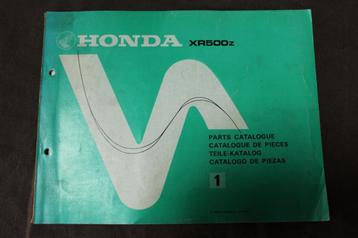 HONDA XR500Z
PARTS CATALOGUE
CATALOGUE DE PIECES
TEILE-KATALOG
CATALOGO DE PIEZAS
1